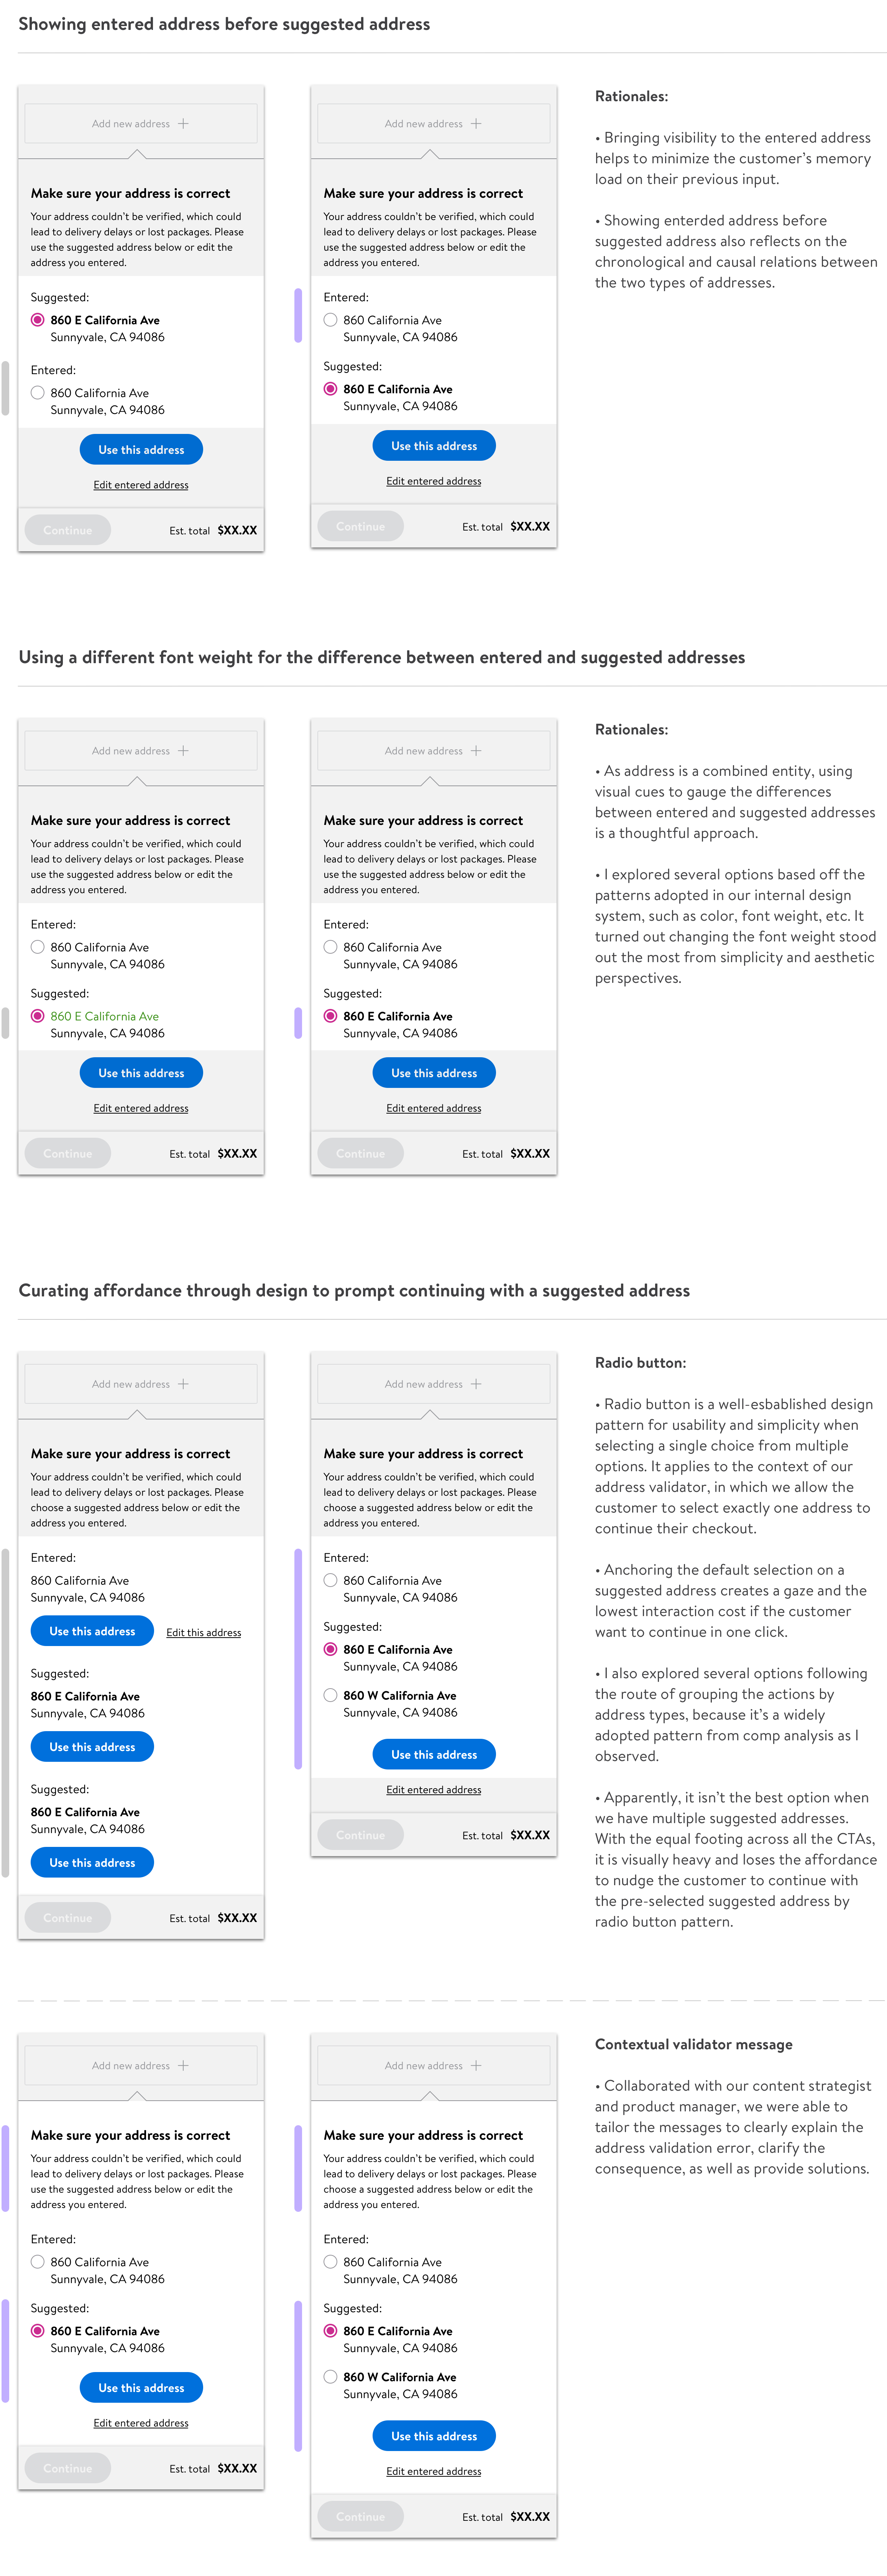 Showing entered address before suggested address
Add new address +
Make sure your address is correct
Your address couldn't be verified, which could
lead to delivery delays or lost packages. Please
use the suggested address below or edit the
address you entered.
Suggested:
860 E California Ave
Sunnyvale, CA 94086
Entered:
860 California Ave
Sunnyvale, CA 94086
Use this address
Edit entered address
Continue
Est. total $XX.XX
Add new address +
Make sure your address is correct
Your address couldn't be verified, which could
lead to delivery delays or lost packages. Please
use the suggested address below or edit the
address you entered.
Entered:
860 California Ave
Sunnyvale, CA 94086
Suggested:
860 E California Ave
Sunnyvale, CA 94086
Use this address
Edit entered address
Continue
Est. total $XX.XX
Rationales:
• Bringing visibility to the entered address
helps to minimize the customer's memory
load on their previous input.
• Showing enterded address before
suggested address also reflects on the
chronological and causal relations between
the two types of addresses.
Using a different font weight for the difference between entered and suggested addresses
Add new address +
Make sure your address is correct
Your address couldn't be verified, which could
lead to delivery delays or lost packages. Please
use the suggested address below or edit the
address you entered.
Entered:
860 California Ave
Sunnyvale, CA 94086
Suggested:
860 E California Ave
Sunnyvale, CA 94086
Use this address
Edit entered address
Continue
Est. total $XX.XX
Add new address +
Make sure your address is correct
Your address couldn't be verified, which could
lead to delivery delays or lost packages. Please
use the suggested address below or edit the
address you entered.
Entered:
860 California Ave
Sunnyvale, CA 94086
Suggested:
860 E California Ave
Sunnyvale, CA 94086
Use this address
Edit entered address
Continue
Est. total $XX.XX
Rationales:
• As address is a combined entity, using
visual cues to gauge the differences
between entered and suggested addresses
is a thoughtful approach.
• I explored several options based off the
patterns adopted in our internal design
system, such as color, font weight, etc. It
turned out changing the font weight stood
out the most from simplicity and aesthetic
perspectives.
Curating affordance through design to prompt continuing with a suggested address
Add new address +
Make sure your address is correct
Your address couldn't be verified, which could
lead to delivery delays or lost packages. Please
choose a suggested address below or edit the
address you entered.
Entered:
860 California Ave
Sunnyvale, CA 94086
Use this address
Edit this address
Suggested:
860 E California Ave
Sunnyvale, CA 94086
Use this address
Suggested:
860 E California Ave
Sunnyvale, CA 94086
Use this address
Continue
Est. total $XX.XX
Add new address +
Make sure your address is correct
Your address couldn't be verified, which could
lead to delivery delays or lost packages. Please
choose a suggested address below or edit the
address you entered.
Entered:
860 California Ave
Sunnyvale, CA 94086
Suggested:
860 E California Ave
Sunnyvale, CA 94086
860 W California Ave
Sunnyvale, CA 94086
Use this address
Edit entered address
Continue
Est. total $XX.XX
Radio button:
• Radio button is a well-esbablished design
pattern for usability and simplicity when
selecting a single choice from multiple
options. It applies to the context of our
address validator, in which we allow the
customer to select exactly one address to
continue their checkout.
• Anchoring the default selection on a
suggested address creates a gaze and the
lowest interaction cost if the customer
want to continue in one click.
• I also explored several options following
the route of grouping the actions by
address types, because it's a widely
adopted pattern from comp analysis as I
observed.
• Apparently, it isn't the best option when
we have multiple suggested addresses.
With the equal footing across all the CTAs,
it is visually heavy and loses the affordance
to nudge the customer to continue with
the pre-selected suggested address by
radio button pattern.
Add new address +
Make sure your address is correct
Your address couldn't be verified, which could
lead to delivery delays or lost packages. Please
use the suggested address below or edit the
address you entered.
Entered:
860 California Ave
Sunnyvale, CA 94086
Suggested:
860 E California Ave
Sunnyvale, CA 94086
Use this address
Edit entered address
Continue
Est. total $XX.XX
Add new address +
Make sure your address is correct
Your address couldn't be verified, which could
lead to delivery delays or lost packages. Please
choose a suggested address below or edit the
address you entered.
Entered:
860 California Ave
Sunnyvale, CA 94086
Suggested:
860 E California Ave
Sunnyvale, CA 94086
860 W California Ave
Sunnyvale, CA 94086
Use this address
Edit entered address
Continue
Est. total $XX.XX
Contextual validator message
• Collaborated with our content strategist
and product manager, we were able to
tailor the messages to clearly explain the
address validation error, clarify the
consequence, as well as provide solutions.